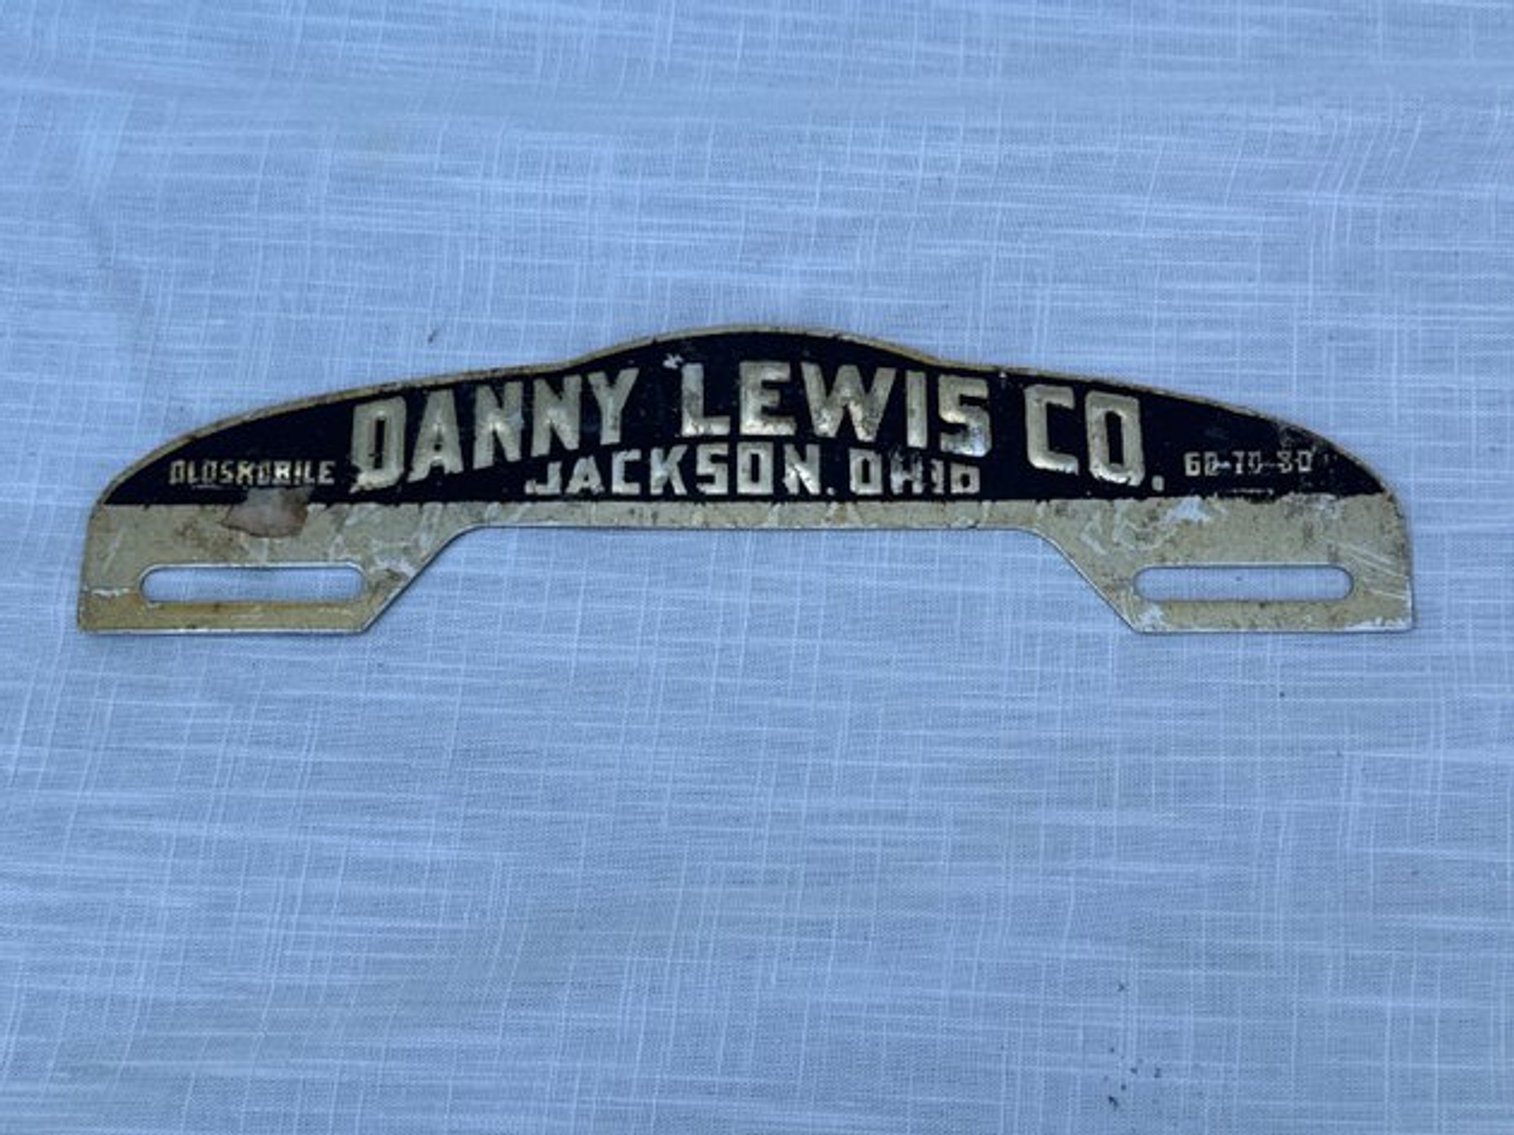 OLDSMOBILE DANNY LEWIS CO. 60-70-80
JACKSON, OHIO